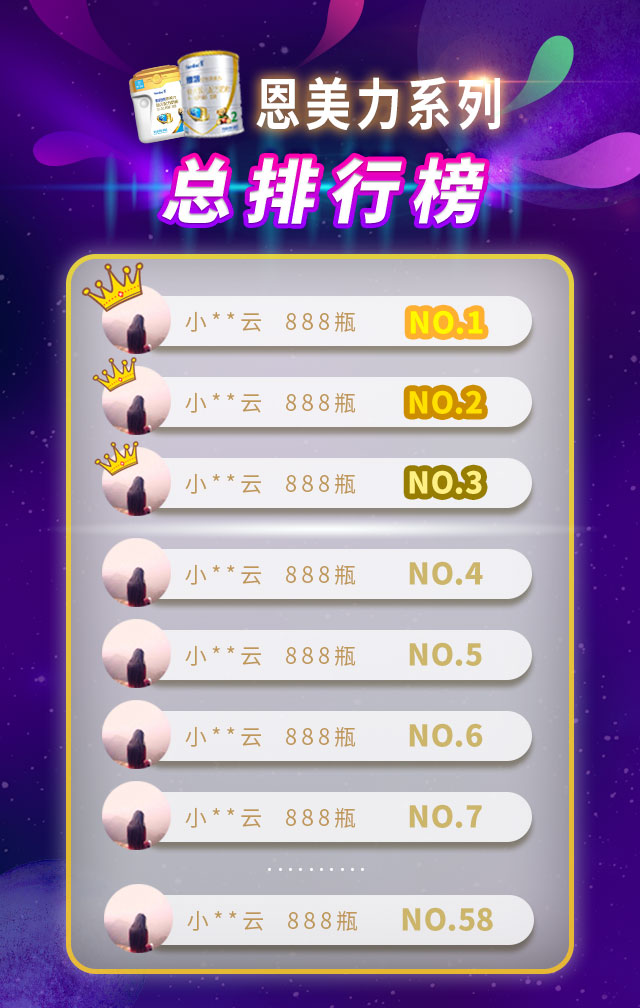 恩美力系列
总排行榜
小**云 888瓶 NO.1
小**云 888瓶 NO.2
小**云 888瓶 NO.3
小**云 888瓶 NO.4
小**云 888瓶 NO.5
小**云 888瓶 NO.6
小**云 888瓶 NO.7
...........
小**云 888瓶 NO.58